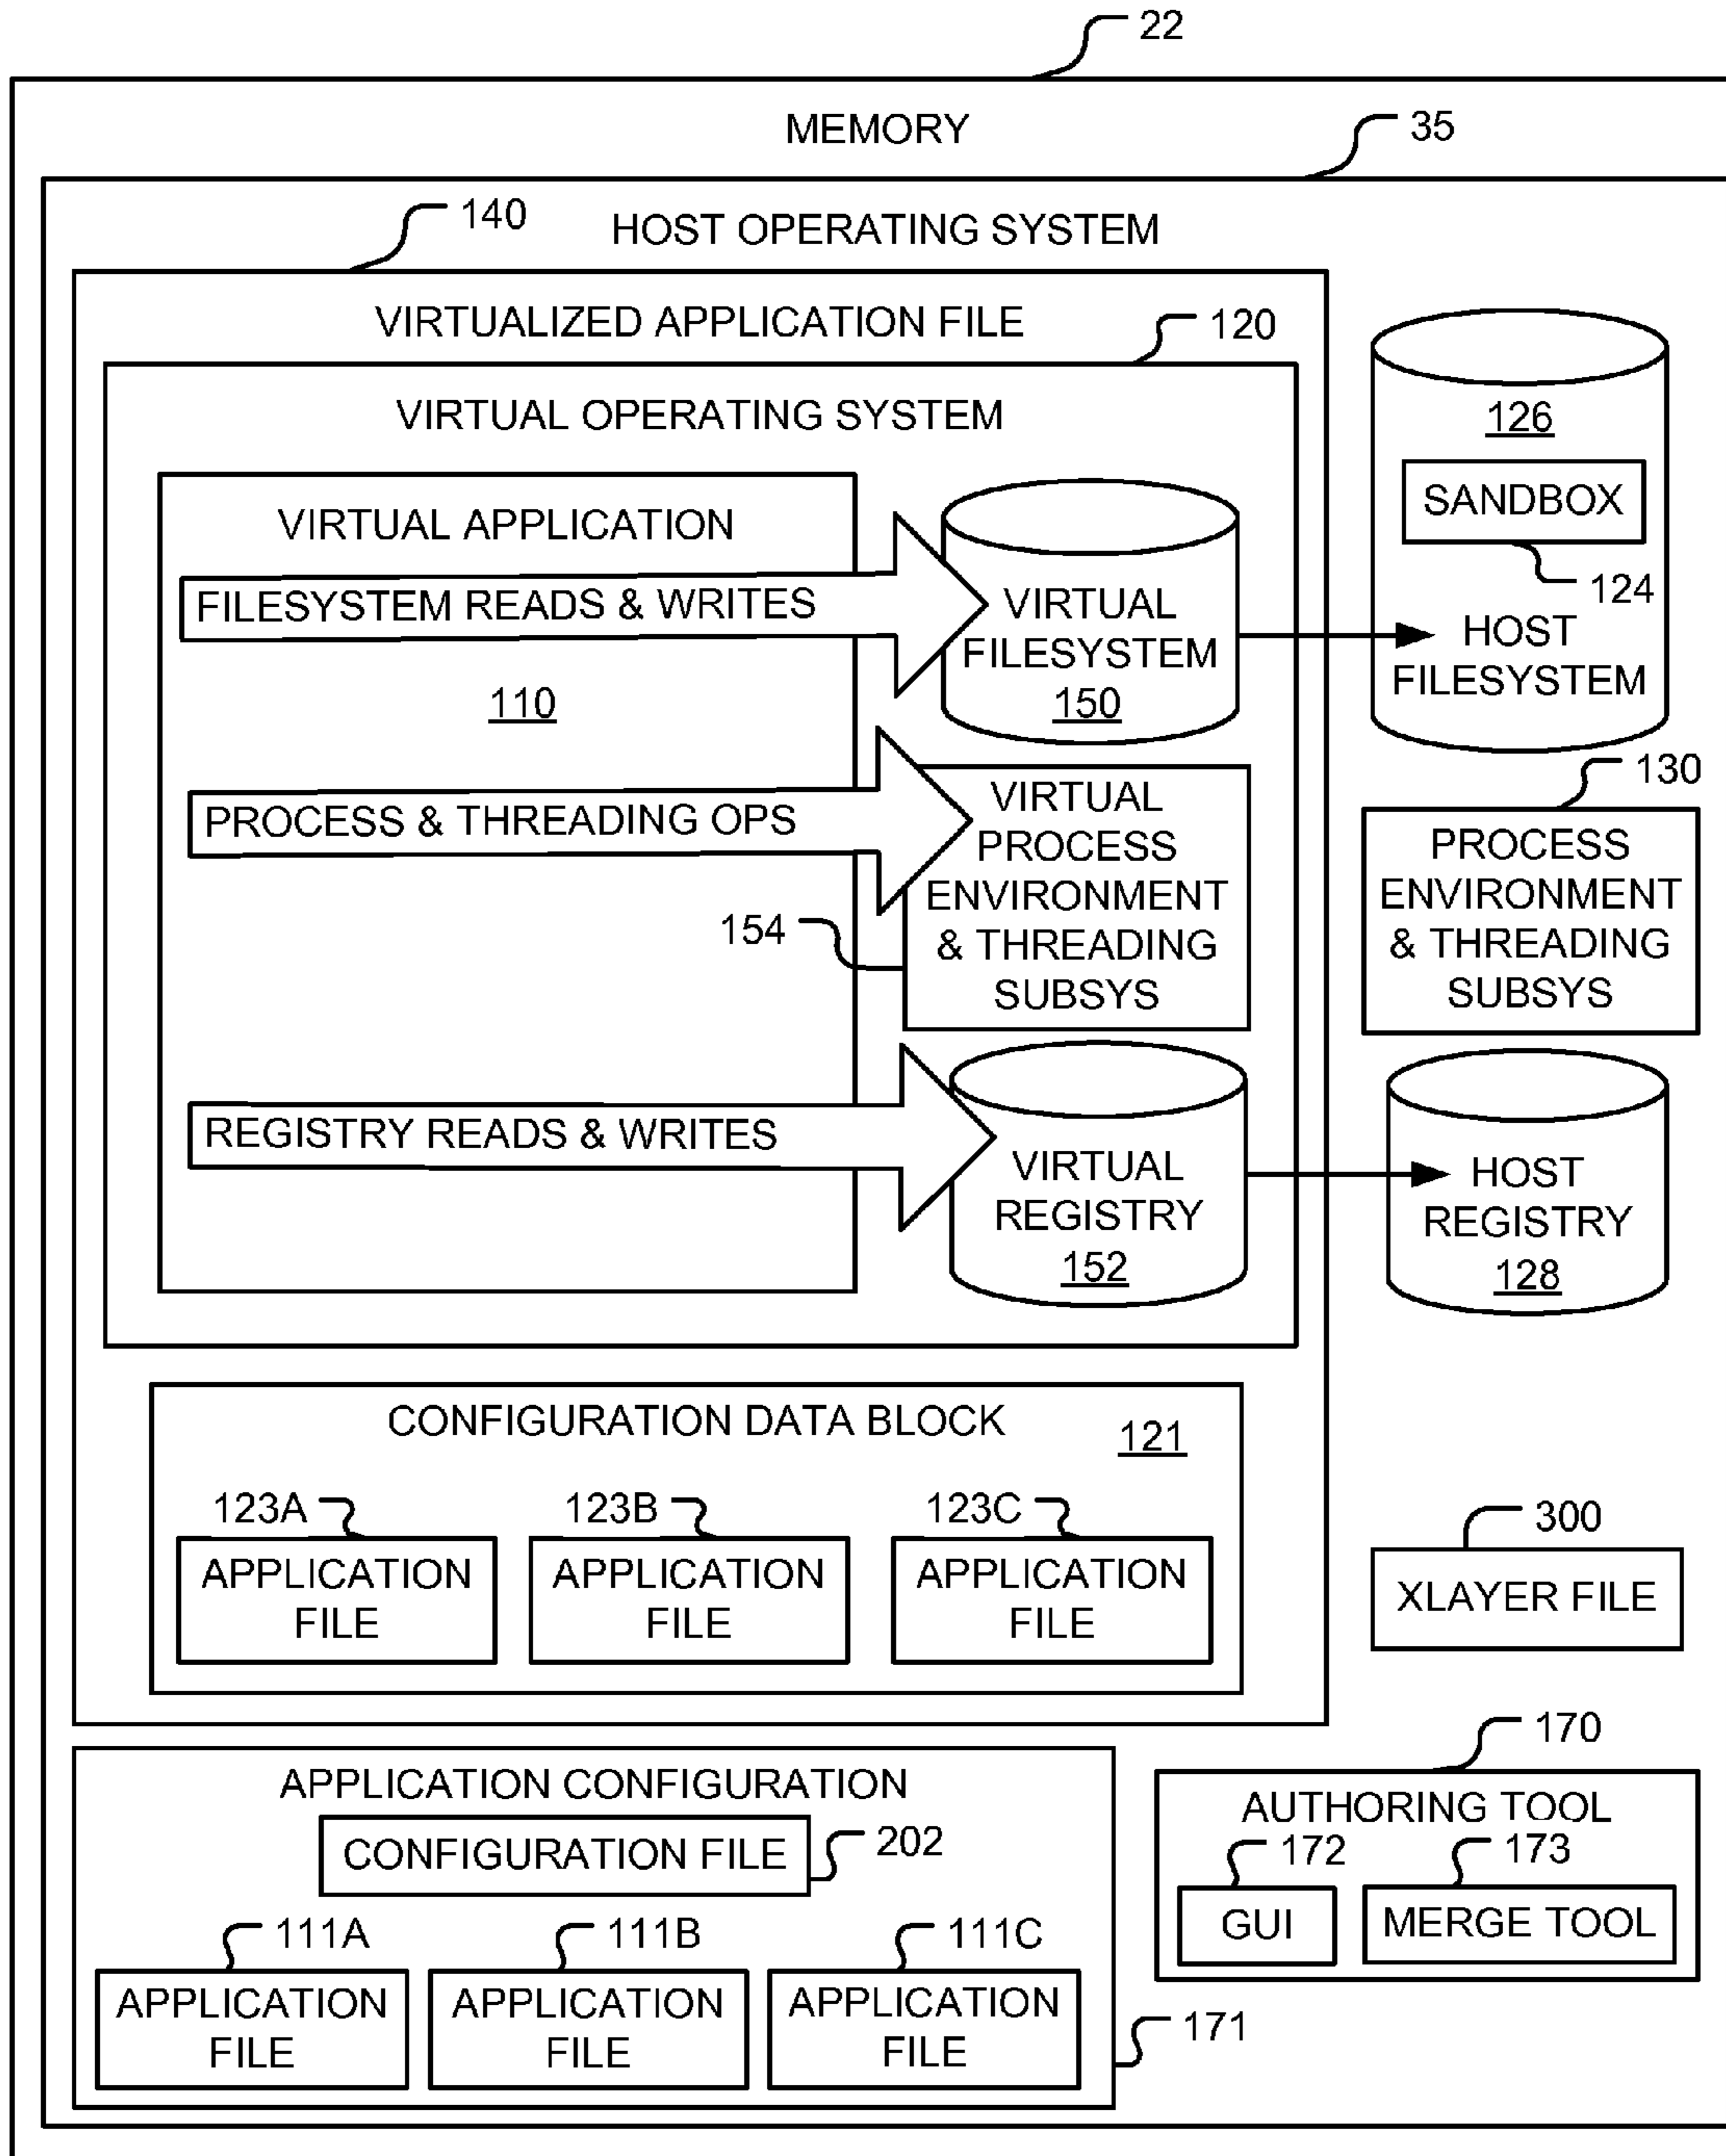 22
MEMORY
35
140
HOST OPERATING SYSTEM
VIRTUALIZED APPLICATION FILE
120
VIRTUAL OPERATING SYSTEM
VIRTUAL APPLICATION
FILESYSTEM READS & WRITES
110
PROCESS & THREADING OPS
154
REGISTRY READS & WRITES
VIRTUAL
FILESYSTEM
150
VIRTUAL
PROCESS
ENVIRONMENT
& THREADING
SUBSYS
VIRTUAL
REGISTRY
152
126
SANDBOX
124
HOST
FILESYSTEM
130
PROCESS
ENVIRONMENT
& THREADING
SUBSYS
HOST
REGISTRY
128
CONFIGURATION DATA BLOCK
121
123A
123B
123C
APPLICATION
FILE
APPLICATION
FILE
APPLICATION
FILE
300
XLAYER FILE
APPLICATION CONFIGURATION
CONFIGURATION FILE
202
111A
111B
111C
APPLICATION
FILE
APPLICATION
FILE
APPLICATION
FILE
171
170
AUTHORING TOOL
172
173
GUI
MERGE TOOL